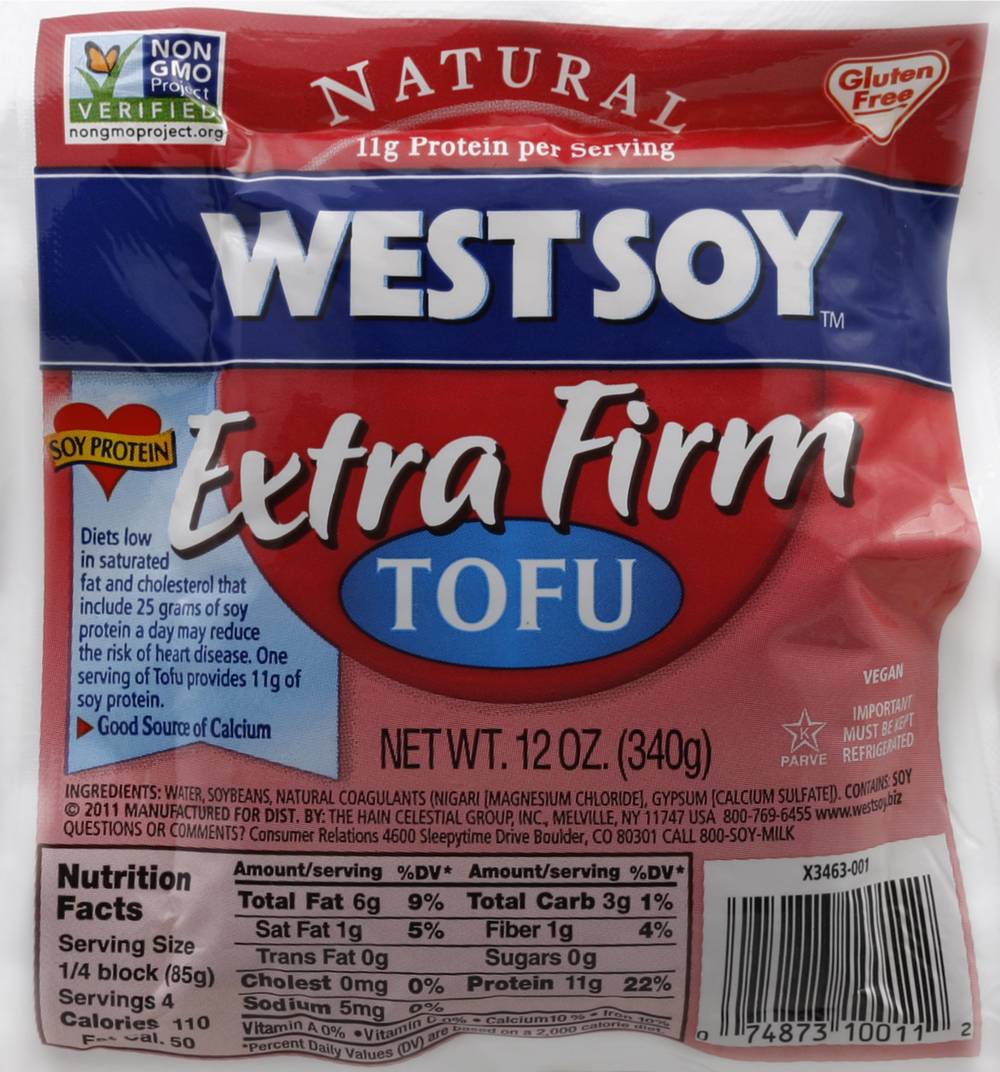 NON
GMO
Project
VERIFIED
nongmoproject.org
NATURAL
11g Protein per Serving
Gluten
Free
WESTSOY
TM
SOY PROTEIN
Extra Firm
TOFU
Diets low
in saturated
fat and cholesterol that
include 25 grams of soy
protein a day may reduce
the risk of heart disease. One
serving of Tofu provides 11g of
soy protein.
Good Source of Calcium
NET WT. 12 OZ. (340g)
K
PARVE
VEGAN
IMPORTANT
MUST BE KEPT
REFRIGERATED
INGREDIENTS: WATER, SOYBEANS, NATURAL COAGULANTS (NIGARI [MAGNESIUM CHLORIDE], GYPSUM [CALCIUM SULFATE]). CONTAINS: SOY
© 2011 MANUFACTURED FOR DIST. BY: THE HAIN CELESTIAL GROUP, INC., MELVILLE, NY 11747 USA 800-769-6455 www.westsoy.biz
QUESTIONS OR COMMENTS? Consumer Relations 4600 Sleepytime Drive Boulder, CO 80301 CALL 800-SOY-MILK
Nutrition
Facts
Serving Size
1/4 block (85g)
Servings 4
Calories 110
Fat Cal. 50
Amount/serving %DV* Amount/serving %DV*
Total Fat 6g 9% Total Carb 3g 1%
Sat Fat 1g 5% Fiber 1g 4%
Trans Fat 0g Sugars 0g
Cholest 0mg 0% Protein 11g 22%
Sodium 5mg 0%
Vitamin A 0% • Vitamin C 0% • Calcium 10% • Iron 10%
*Percent Daily Values (DV) are based on a 2,000 calorie diet
X3463-001
0 74873 10011 2